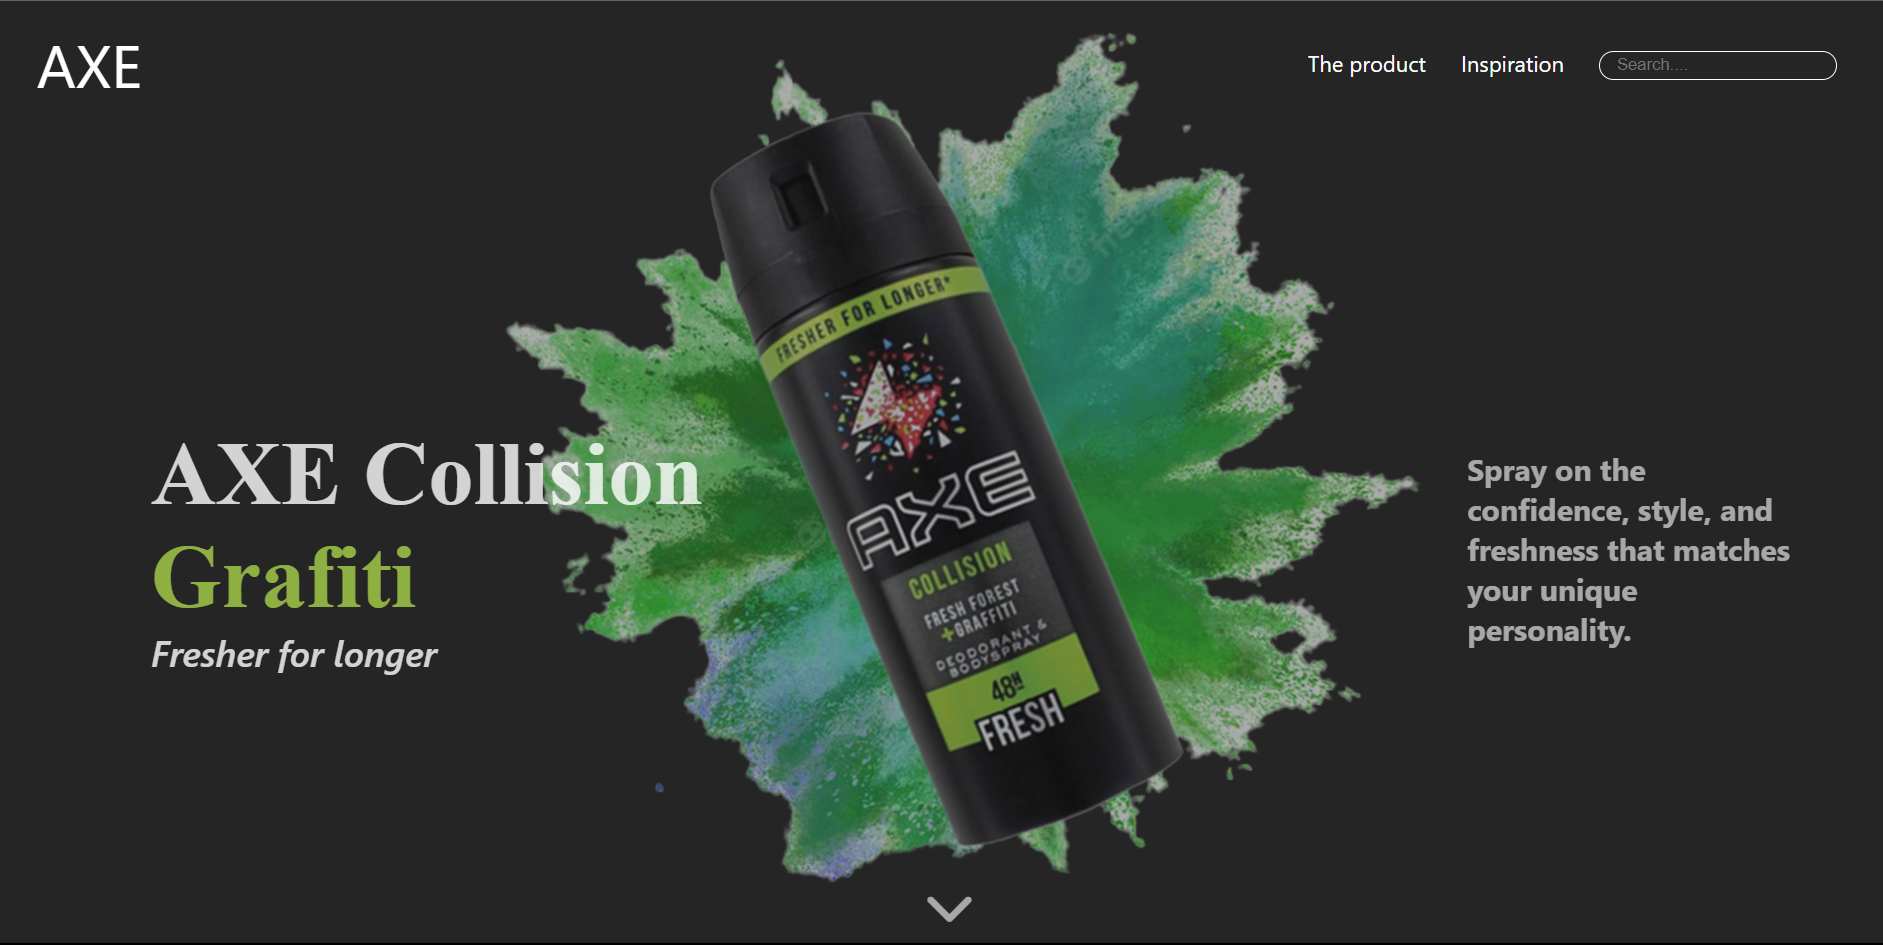 AXE
The product
Inspiration
Search....
FRESHER FOR LONGER*
AXE
COLLISION
FRESH FOREST
+GRAFFITI
DEODORANT &
BODYSPRAY
48H
FRESH
AXE Collision
Grafiti
Fresher for longer
Spray on the
confidence, style, and
freshness that matches
your unique
personality.